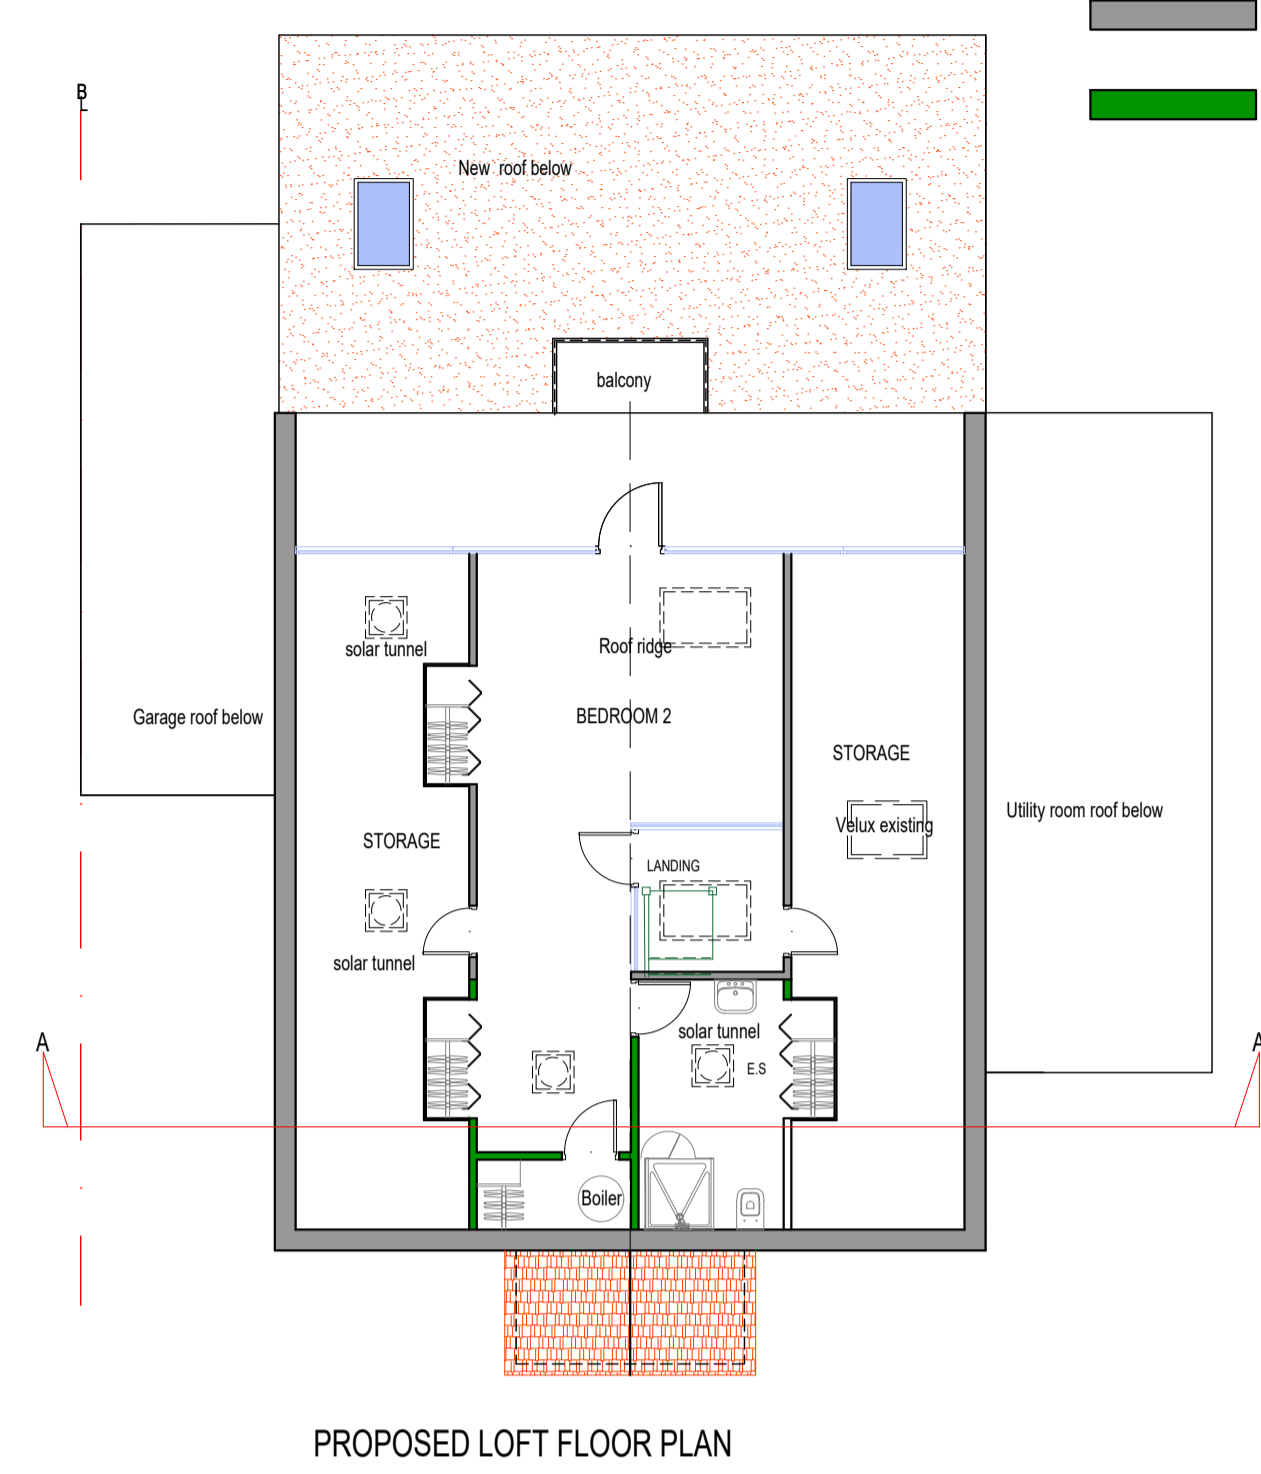 B
L
New roof below
balcony
solar tunnel
Roof ridge
BEDROOM 2
Garage roof below
STORAGE
Utility room roof below
Velux existing
STORAGE
LANDING
solar tunnel
solar tunnel
A
A
E.S
Boiler
PROPOSED LOFT FLOOR PLAN